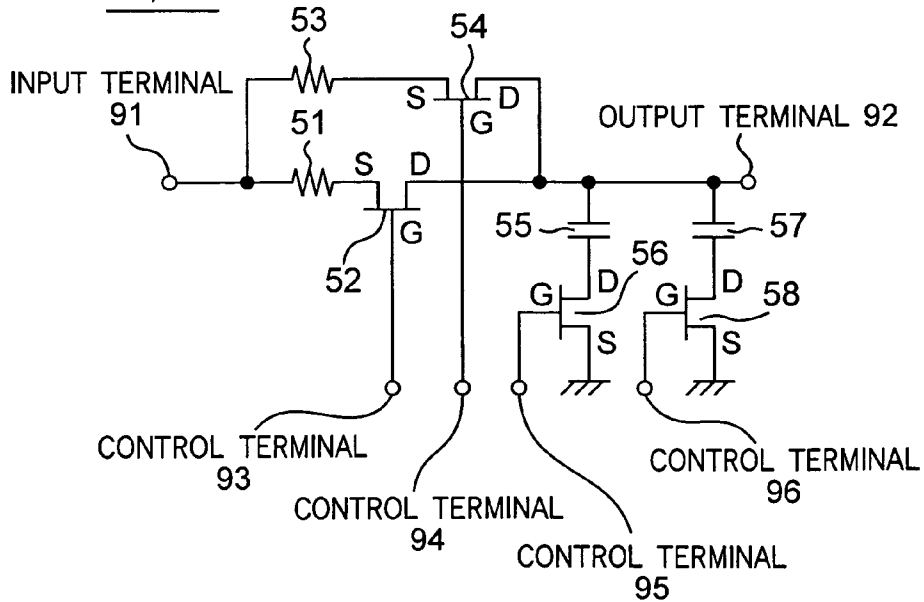 53
54
INPUT TERMINAL
91
S
D
G
51
OUTPUT TERMINAL 92
S
D
G
52
55
57
56
D
G
S
D
G
58
S
CONTROL TERMINAL
93
CONTROL TERMINAL
94
CONTROL TERMINAL
95
CONTROL TERMINAL
96